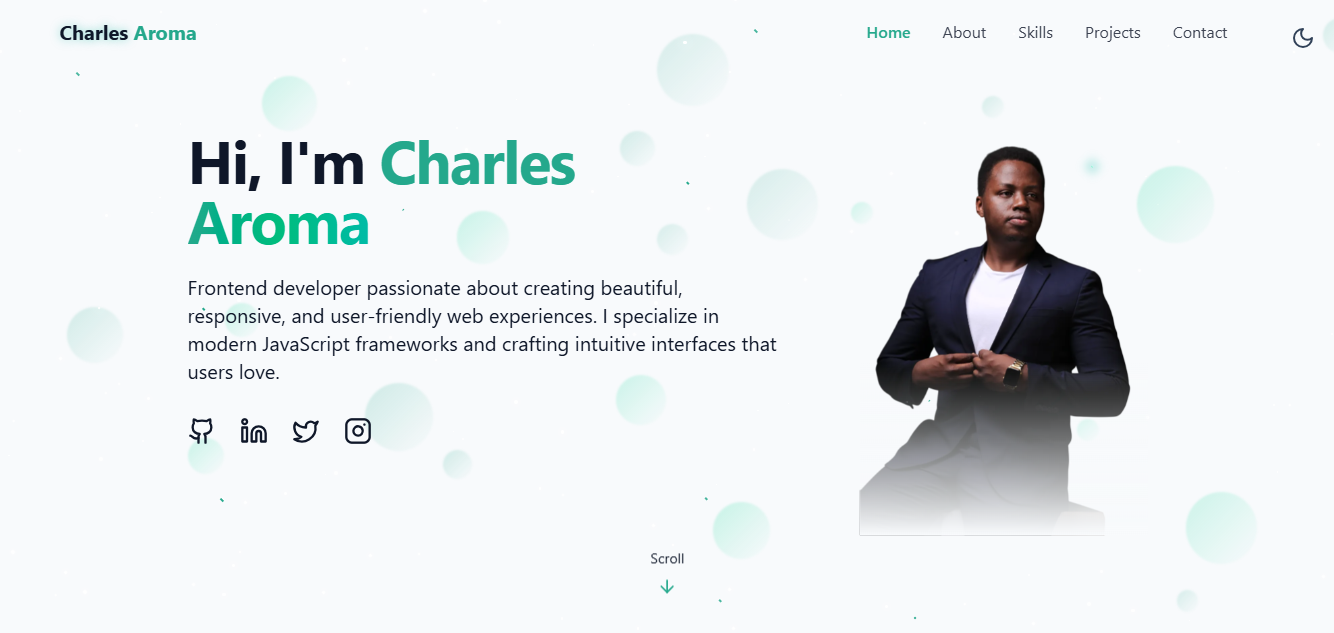 Charles Aroma
Home About Skills Projects Contact
Hi, I'm Charles
Aroma
Frontend developer passionate about creating beautiful,
responsive, and user-friendly web experiences. I specialize in
modern JavaScript frameworks and crafting intuitive interfaces that
users love.
Scroll